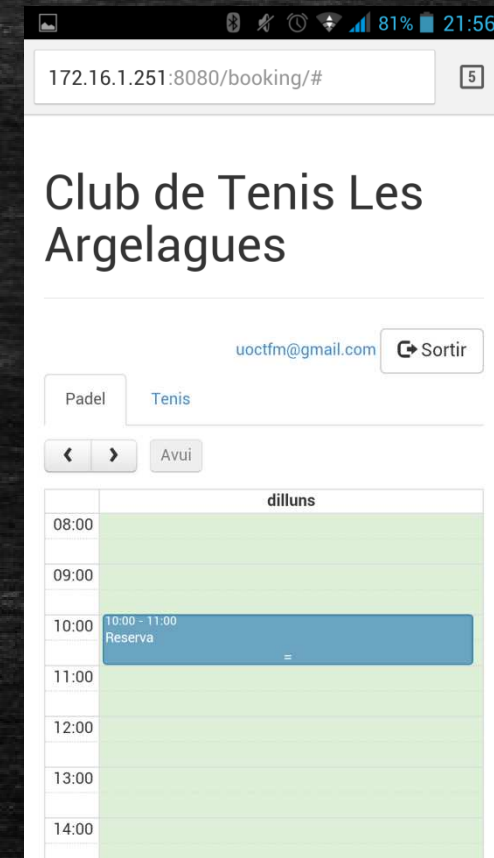 81% 21:56
172.16.1.251:8080/booking/#
5
Club de Tenis Les
Argelagues
uoctfm@gmail.com Sortir
Padel Tenis
Avui
dilluns
08:00
09:00
10:00 10:00 - 11:00
Reserva
=
11:00
12:00
13:00
14:00